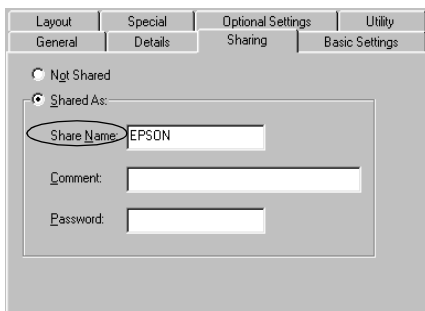 Layout Special Optional Settings Utility
General Details Sharing Basic Settings
Not Shared
Shared As:
Share Name: EPSON
Comment:
Password: